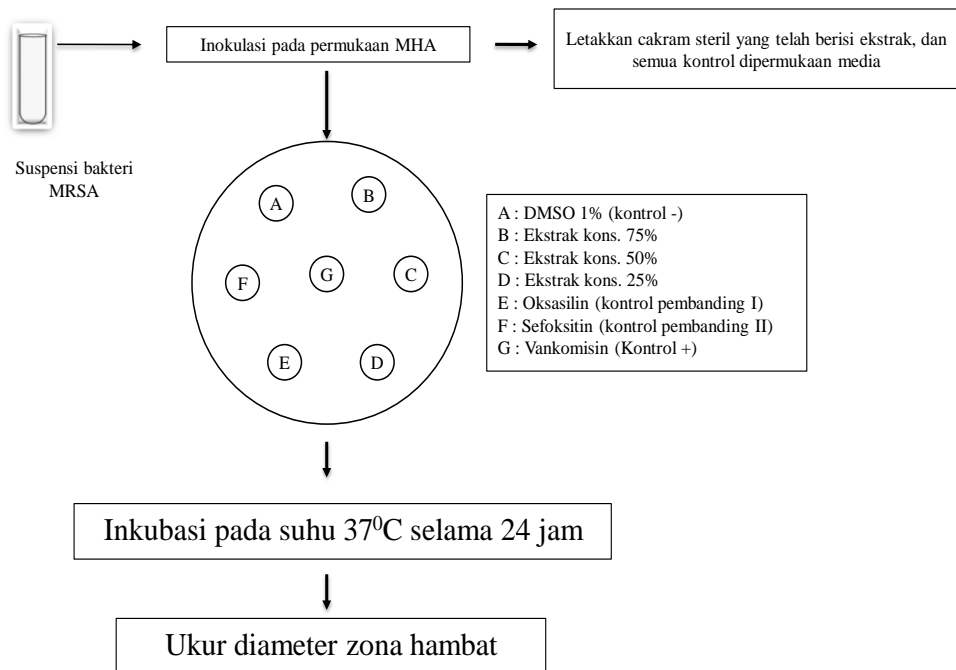 Inokulasi pada permukaan MHA
Letakkan cakram steril yang telah berisi ekstrak, dan
semua kontrol dipermukaan media
Suspensi bakteri
MRSA
A
B
F
G
C
E
D
A : DMSO 1% (kontrol -)
B : Ekstrak kons. 75%
C : Ekstrak kons. 50%
D : Ekstrak kons. 25%
E : Oksasilin (kontrol pembanding I)
F : Sefoksitin (kontrol pembanding II)
G : Vankomisin (Kontrol +)
Inkubasi pada suhu 37⁰C selama 24 jam
Ukur diameter zona hambat